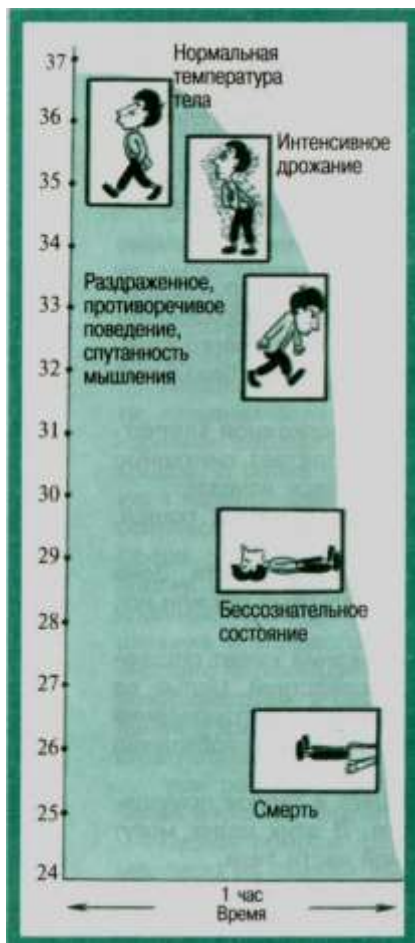 37
Нормальная
температура
тела
36
Интенсивное
дрожание
35
34
Раздраженное,
противоречивое
поведение,
спутанность
мышления
33
32
31
30
29
Бессознательное
состояние
28
27
26
Смерть
25
24
1 час
Время